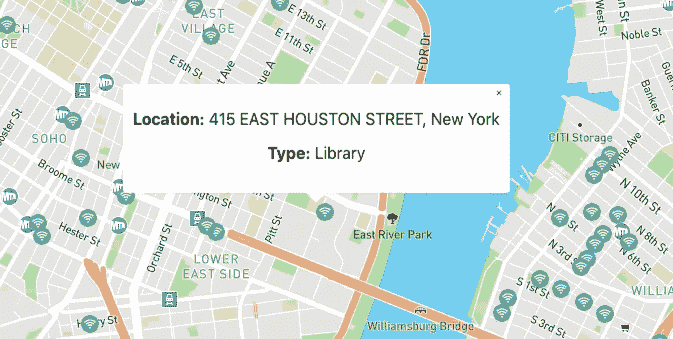 EAST
VILLAGE
E 13th St
E 11th St
E 5th St
FDR Dr
West St
Noble St
Banker St
×
Location: 415 EAST HOUSTON STREET, New York
Type: Library
SOHO
CITI Storage
Wythe Ave
New
Broome St
Hester St
Orchard St
Pitt St
East River Park
LOWER
EAST SIDE
N 10th St
N 8th St
N 6th St
N 3rd St
S 1st St
S 3rd St
Williamsburg Bridge